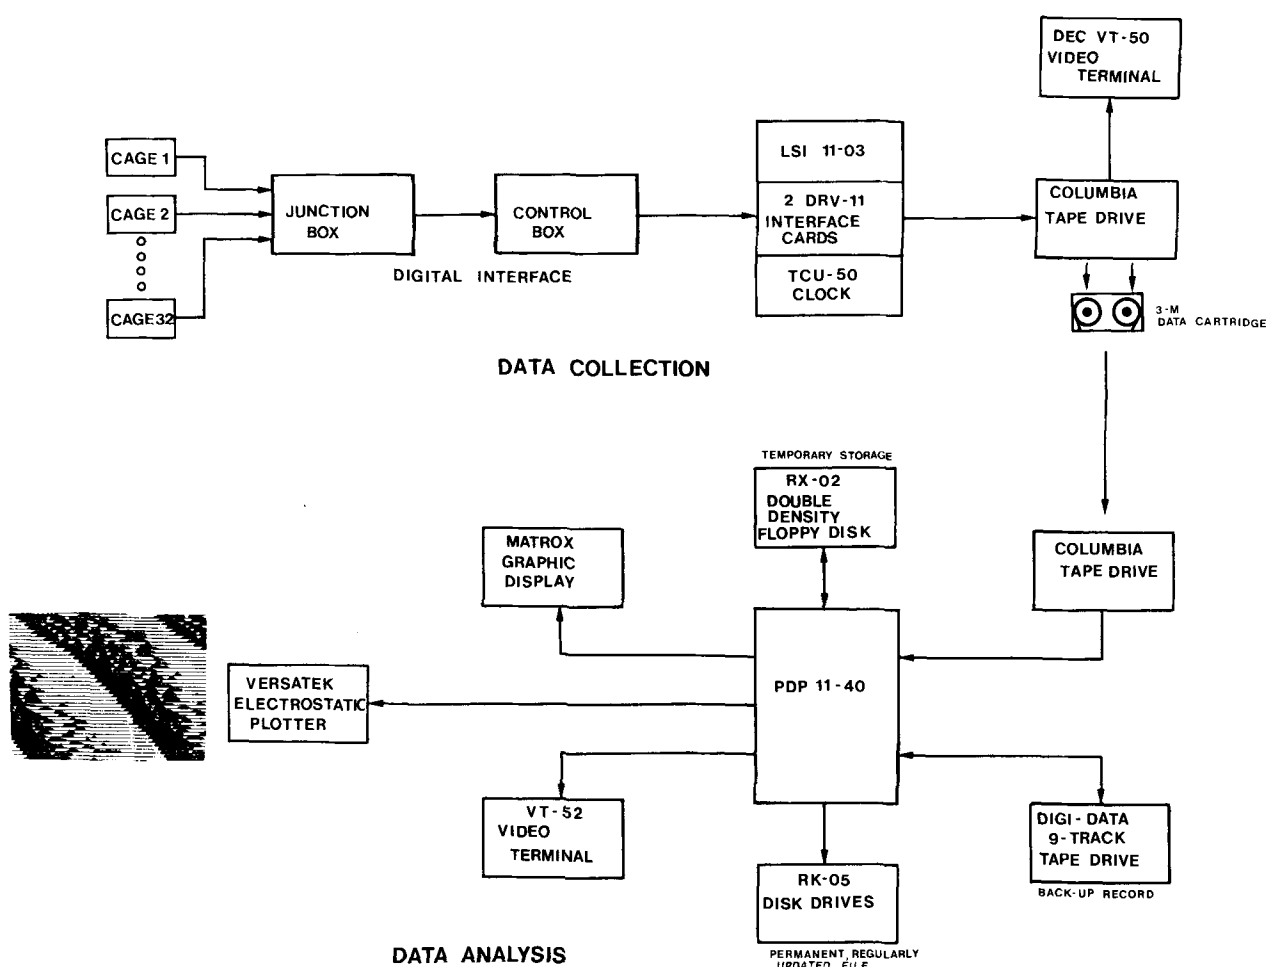 DEC VT-50
VIDEO
TERMINAL
CAGE 1
CAGE 2
CAGE32
JUNCTION
BOX
CONTROL
BOX
DIGITAL INTERFACE
LSI 11-03
2 DRV-11
INTERFACE
CARDS
TCU-50
CLOCK
COLUMBIA
TAPE DRIVE
3-M
DATA CARTRIDGE
DATA COLLECTION
TEMPORARY STORAGE
RX-02
DOUBLE
DENSITY
FLOPPY DISK
MATROX
GRAPHIC
DISPLAY
COLUMBIA
TAPE DRIVE
VERSATEK
ELECTROSTATIC
PLOTTER
PDP 11-40
VT-52
VIDEO
TERMINAL
DIGI-DATA
9-TRACK
TAPE DRIVE
BACK-UP RECORD
RK-05
DISK DRIVES
PERMANENT, REGULARLY
UPDATED FILE
DATA ANALYSIS